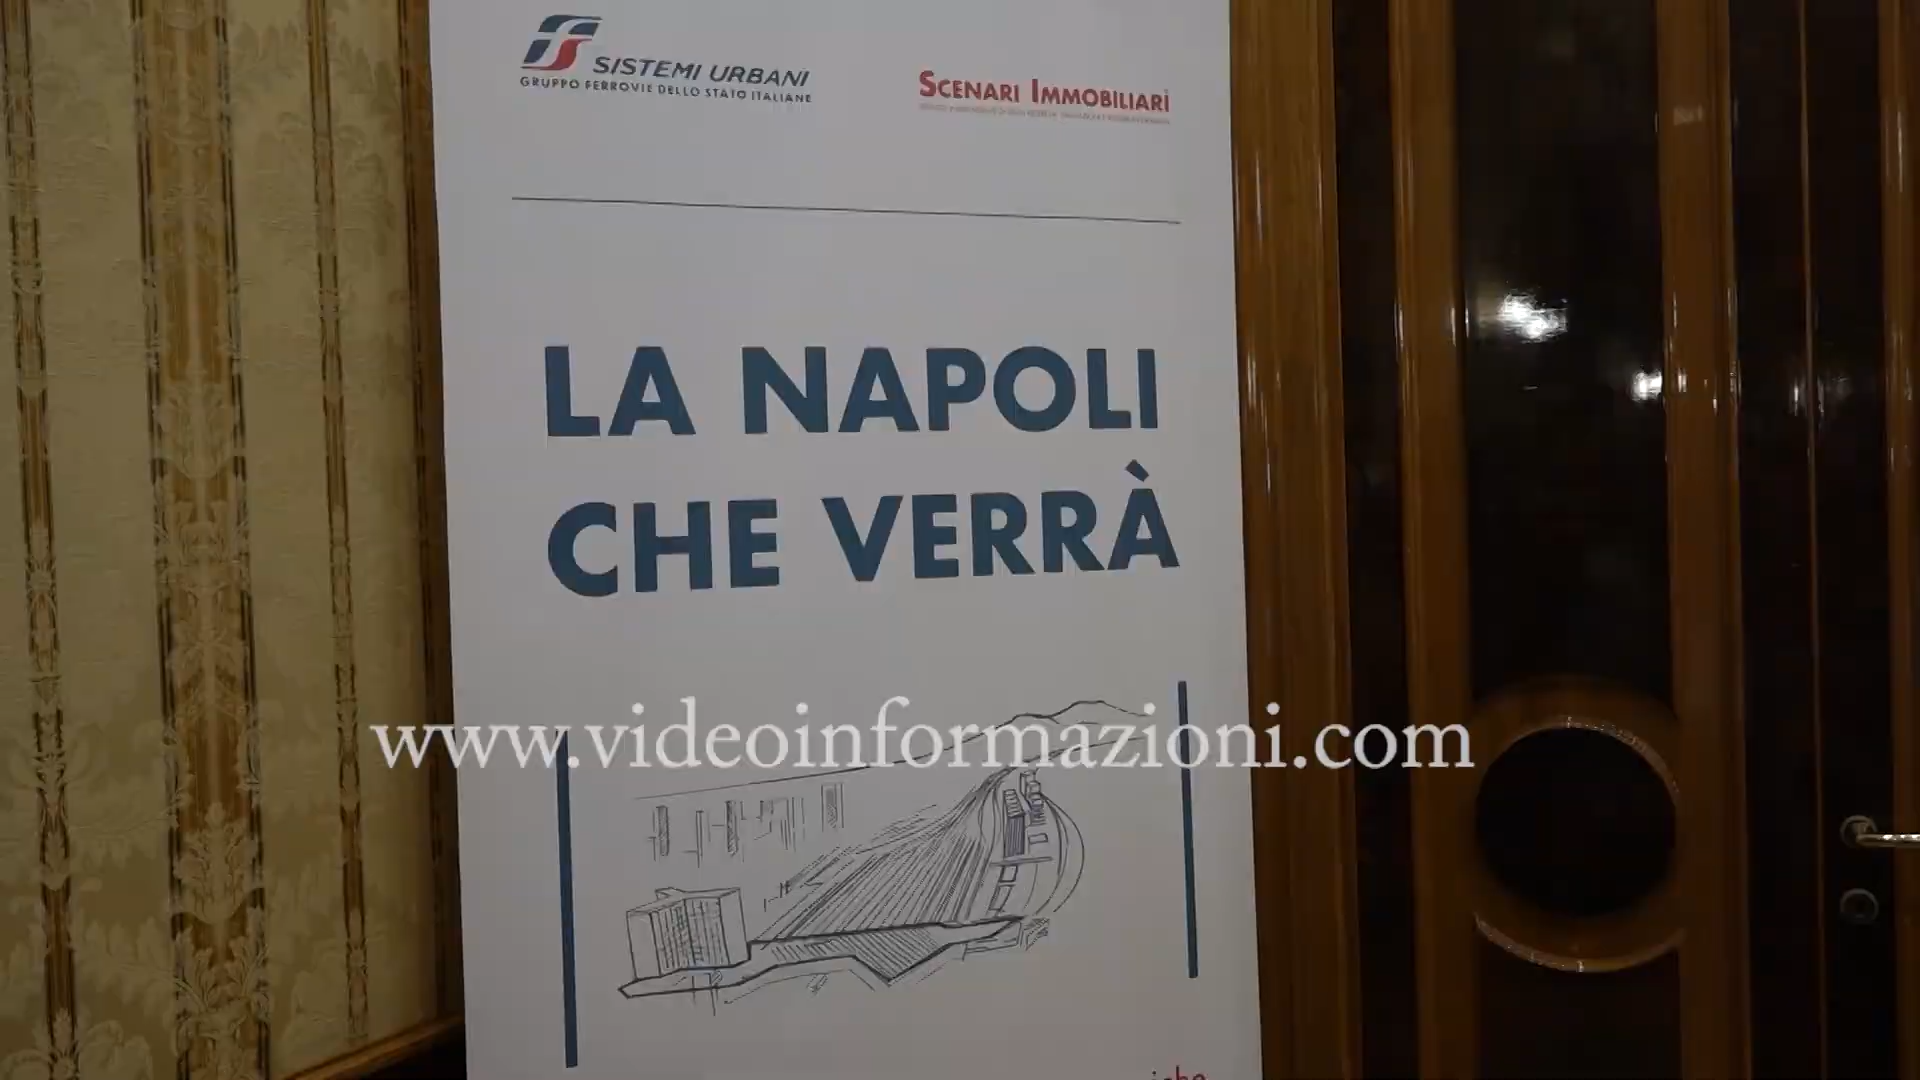 SISTEMI URBANI
GRUPPO FERROVIE DELLO STATO ITALIANE
SCENARI IMMOBILIARI
LA NAPOLI
CHE VERRÀ
www.videoinformazioni.com